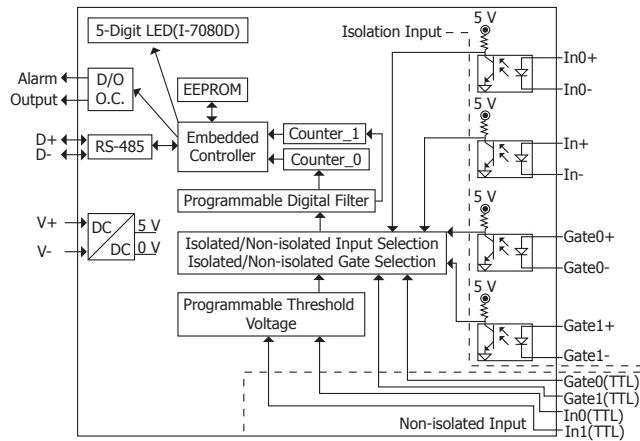 5-Digit LED(I-7080D)
Isolation Input
5 V
In0+
In0-
Alarm
Output
D/O
O.C.
EEPROM
5 V
D+
D-
RS-485
Embedded
Controller
Counter_1
Counter_0
In+
In-
Programmable Digital Filter
5 V
V+
V-
DC
DC
5 V
0 V
Isolated/Non-isolated Input Selection
Isolated/Non-isolated Gate Selection
Gate0+
Gate0-
5 V
Programmable Threshold
Voltage
Gate1+
Gate1-
Gate0(TTL)
Gate1(TTL)
In0(TTL)
In1(TTL)
Non-isolated Input